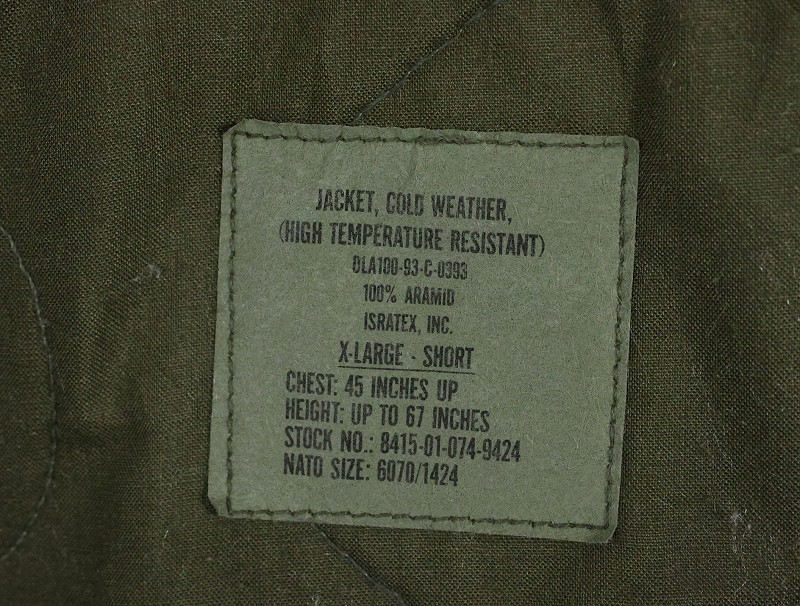 JACKET, COLD WEATHER,
(HIGH TEMPERATURE RESISTANT)
DLA100-93-C-0393
100% ARAMID
ISRATEX, INC.
X-LARGE - SHORT
CHEST: 45 INCHES UP
HEIGHT: UP TO 67 INCHES
STOCK NO.: 8415-01-074-9424
NATO SIZE: 6070/1424